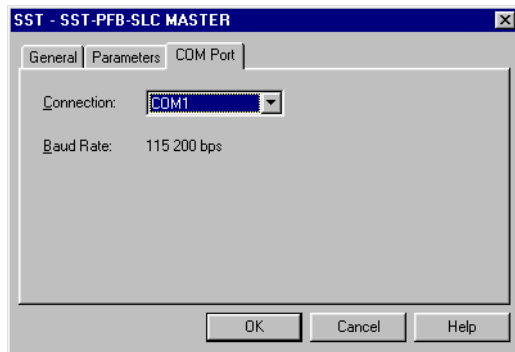 SST - SST-PFB-SLC MASTER
General Parameters COM Port
Connection: COM1
Baud Rate: 115 200 bps
OK Cancel Help